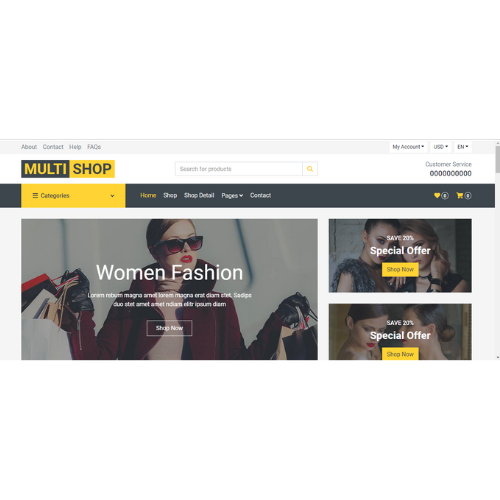 About Contact Help FAQs My Account USD EN
MULTI SHOP Search for products Customer Service
0000000000
Categories Home Shop Shop Detail Pages Contact 0 0
Women Fashion
Lorem rebum magna amet lorem magna erat diam stet. Sadips
duo stet amet amet ndiam elitr ipsum diam
Shop Now
SAVE 20%
Special Offer
Shop Now
SAVE 20%
Special Offer
Shop Now